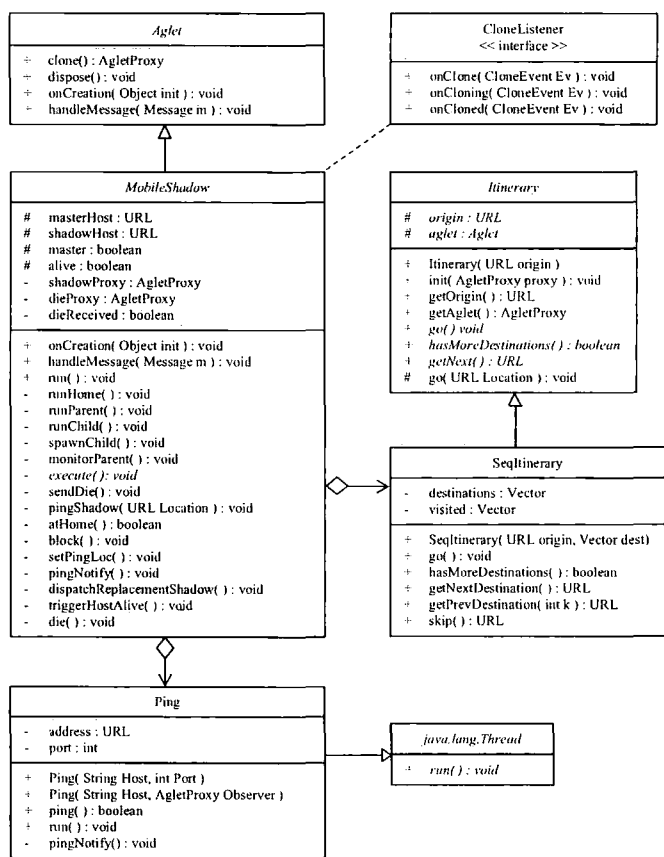 Aglet
+ clone() : AgletProxy
+ dispose() : void
+ onCreation( Object init ) : void
+ handleMessage( Message m ) : void
CloneListener
<< interface >>
+ onClone( CloneEvent Ev ) : void
+ onCloning( CloneEvent Ev ) : void
+ onCloned( CloneEvent Ev ) : void
MobileShadow
# masterHost : URL
# shadowHost : URL
# master : boolean
# alive : boolean
- shadowProxy : AgletProxy
- dieProxy : AgletProxy
- dieReceived : boolean
+ onCreation( Object init ) : void
+ handleMessage( Message m ) : void
+ run( ) : void
- runHome( ) : void
- runParent( ) : void
- runChild( ) : void
- spawnChild( ) : void
- monitorParent( ) : void
- execute( ) : void
- sendDie( ) : void
- pingShadow( URL Location ) : void
- atHome( ) : boolean
- block( ) : void
- setPingLoc( ) : void
- pingNotify( ) : void
- dispatchReplacementShadow( ) : void
- triggerHostAlive( ) : void
- die( ) : void
Itinerary
# origin : URL
# aglet : Aglet
+ Itinerary( URL origin )
- init( AgletProxy proxy ) : void
+ getOrigin( ) : URL
+ getAglet( ) : AgletProxy
+ go( ) void
+ hasMoreDestinations( ) : boolean
+ getNext( ) : URL
# go( URL Location ) : void
SeqItinerary
- destinations : Vector
- visited : Vector
+ SeqItinerary( URL origin, Vector dest)
+ go( ) : void
+ hasMoreDestinations( ) : boolean
+ getNextDestination( ) : URL
+ getPrevDestination( int k ) : URL
+ skip( ) : URL
Ping
- address : URL
- port : int
+ Ping( String Host, int Port )
+ Ping( String Host, AgletProxy Observer )
+ ping( ) : boolean
+ run( ) : void
- pingNotify() : void
java.lang.Thread
+ run( ) : void